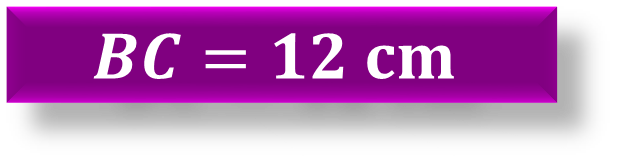 BC = 12 cm